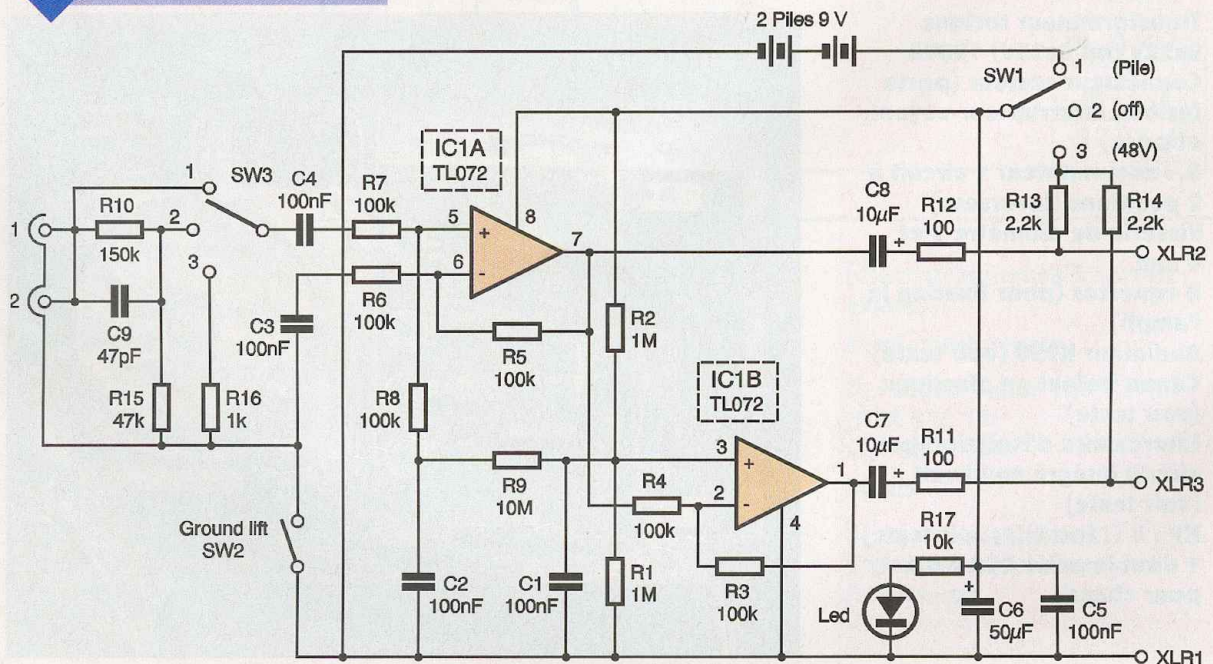 2 Piles 9 V
SW1
1 (Pile)
2 (off)
3 (48V)
IC1A
TL072
1
SW3
C4
100nF
R7
100k
5
8
C8
10µF
R12
100
R13
2,2k
R14
2,2k
1
R10
150k
2
+
7
6
-
+
XLR2
3
R6
100k
2
C9
47pF
C3
100nF
R5
100k
R2
1M
IC1B
TL072
R15
47k
R16
1k
R8
100k
C7
10µF
R11
100
R9
10M
3
+
1
+
XLR3
R4
100k
2
-
4
Ground lift
SW2
R17
10k
C2
100nF
C1
100nF
R1
1M
R3
100k
Led
+
C6
50µF
C5
100nF
XLR1